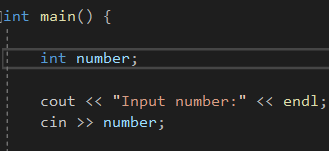 int main() {
int number;
cout << "Input number:" << endl;
cin >> number;